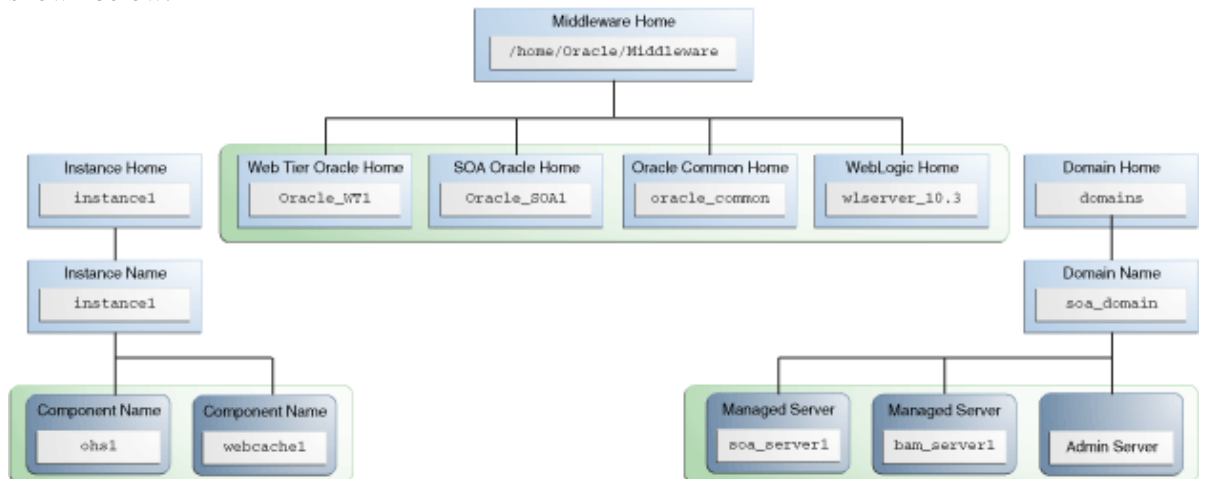 Middleware Home
/home/Oracle/Middleware
Instance Home
instance1
Web Tier Oracle Home
Oracle_WT1
SOA Oracle Home
Oracle_SOA1
Oracle Common Home
oracle_common
WebLogic Home
wlserver_10.3
Domain Home
domains
Instance Name
instance1
Domain Name
soa_domain
Component Name
ohs1
Component Name
webcache1
Managed Server
soa_server1
Managed Server
bam_server1
Admin Server